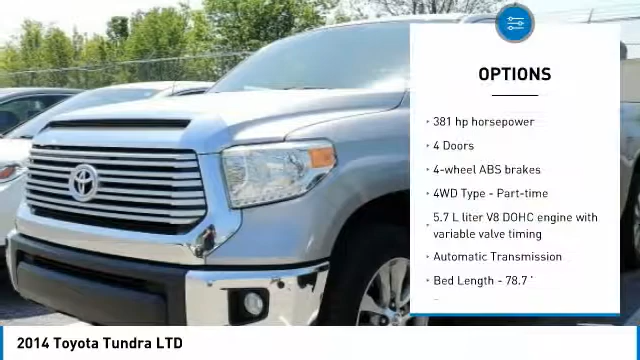 OPTIONS
381 hp horsepower
4 Doors
4-wheel ABS brakes
4WD Type - Part-time
5.7 L liter V8 DOHC engine with
variable valve timing
Automatic Transmission
Bed Length - 78.7 '
2014 Toyota Tundra LTD